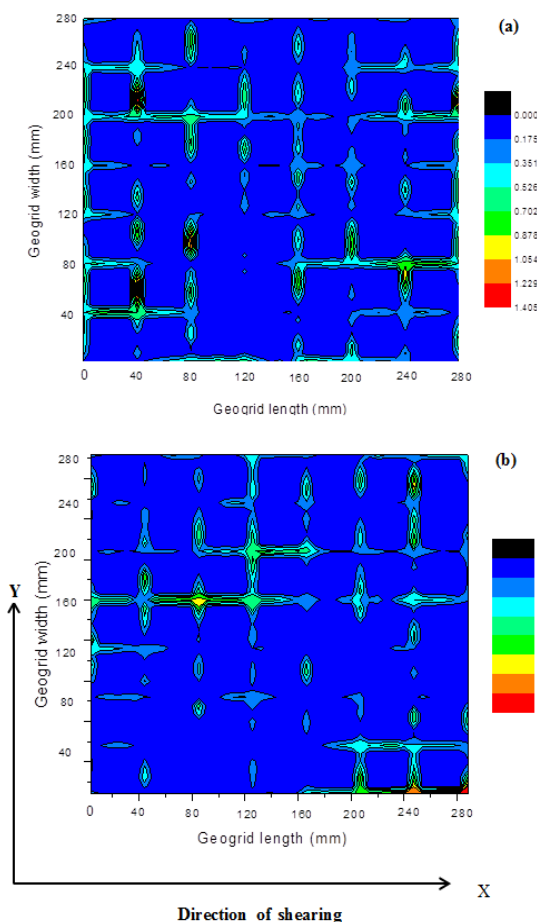 (a)
280
240
200
160
120
80
40
Geogrid width (mm)
0 40 80 120 160 200 240 280
Geogrid length (mm)
0.000
0.175
0.351
0.526
0.702
0.878
1.054
1.229
1.405
(b)
280
240
200
160
120
80
40
Geogrid width (mm)
0 40 80 120 160 200 240 280
Geogrid length (mm)
Y
X
Direction of shearing